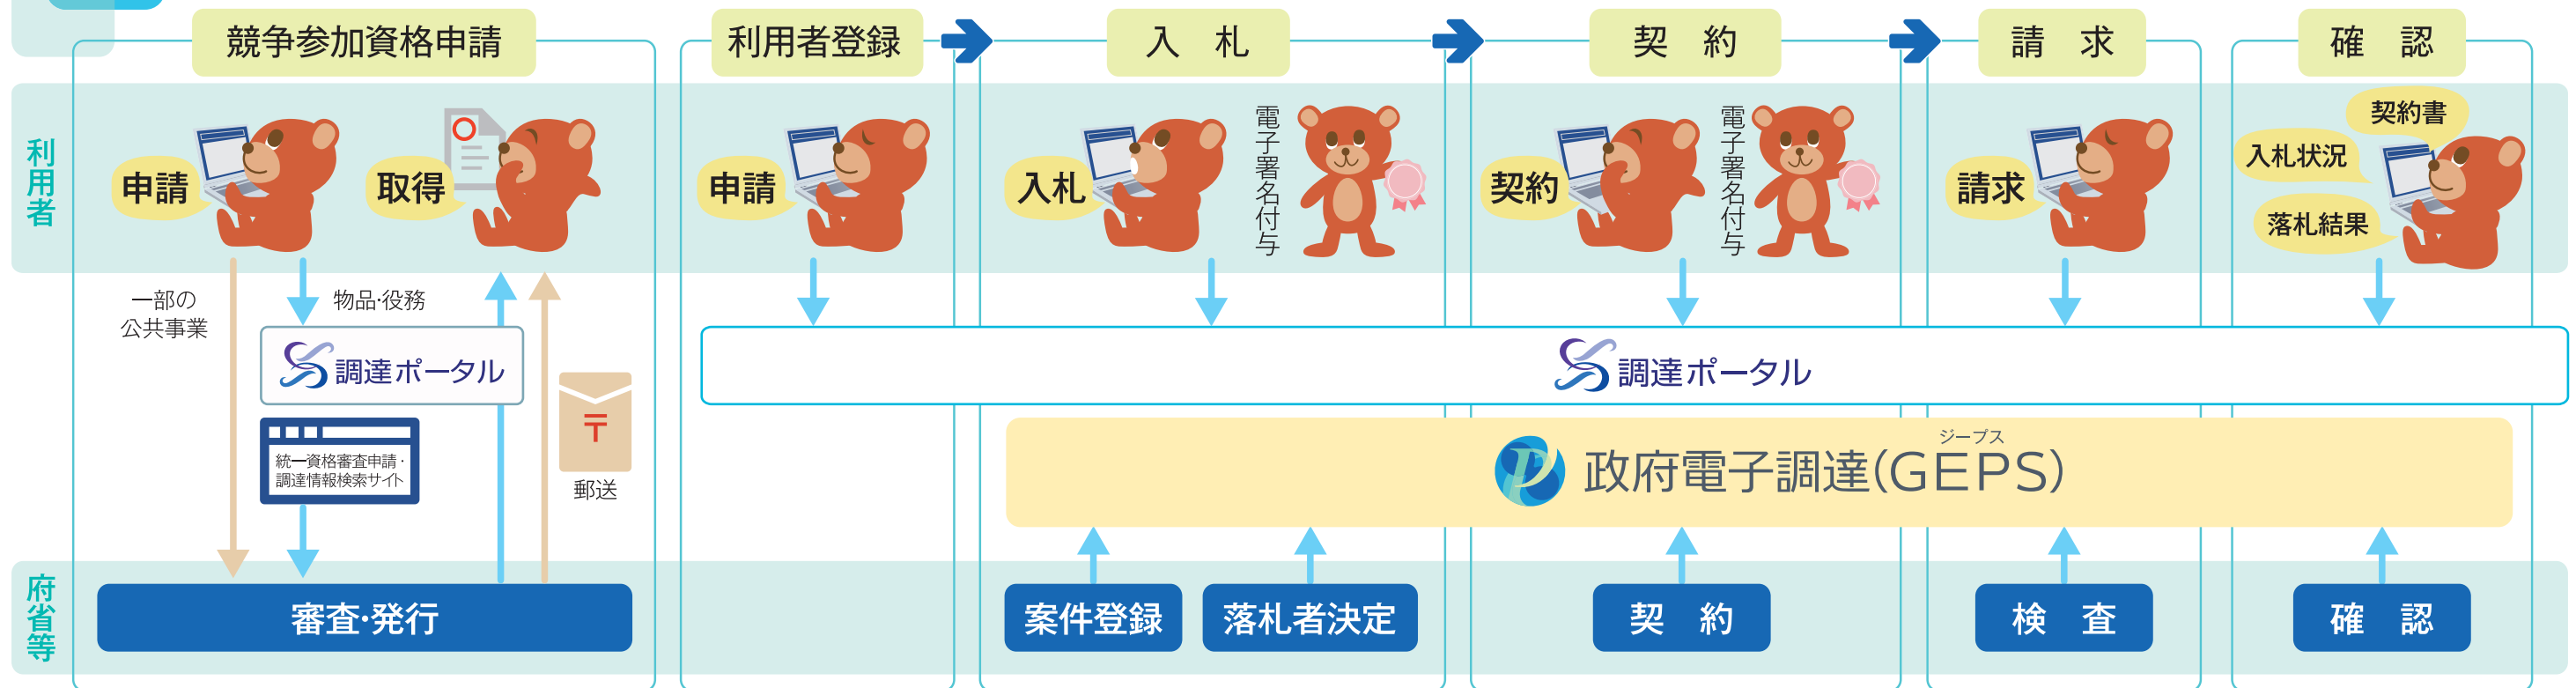 競争参加資格申請
利用者登録
入　札
契　約
請　求
確　認
利用者
申請
取得
申請
入札
電子署名付与
契約
電子署名付与
請求
契約書
入札状況
落札結果
一部の
公共事業
物品・役務
調達ポータル
調達ポータル
統一資格審査申請・
調達情報検索サイト
〒
郵送
ジープス
政府電子調達(GEPS)
府省等
審査・発行
案件登録
落札者決定
契　約
検　査
確　認